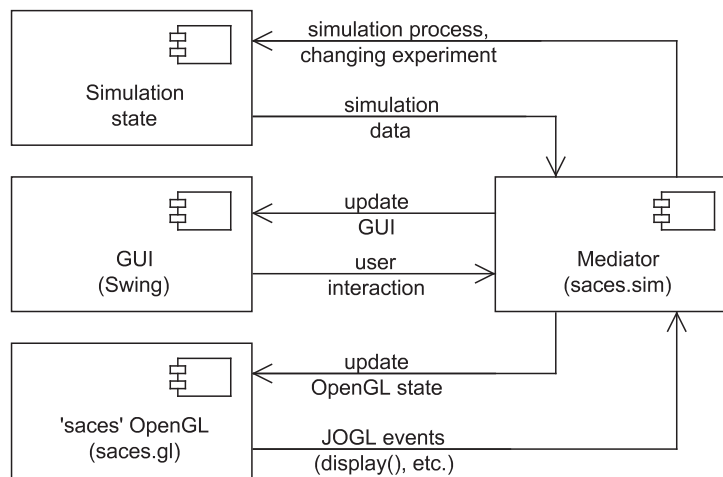 simulation process,
changing experiment
Simulation
state
simulation
data
update
GUI
GUI
(Swing)
user
interaction
Mediator
(saces.sim)
update
OpenGL state
'saces' OpenGL
(saces.gl)
JOGL events
(display(), etc.)